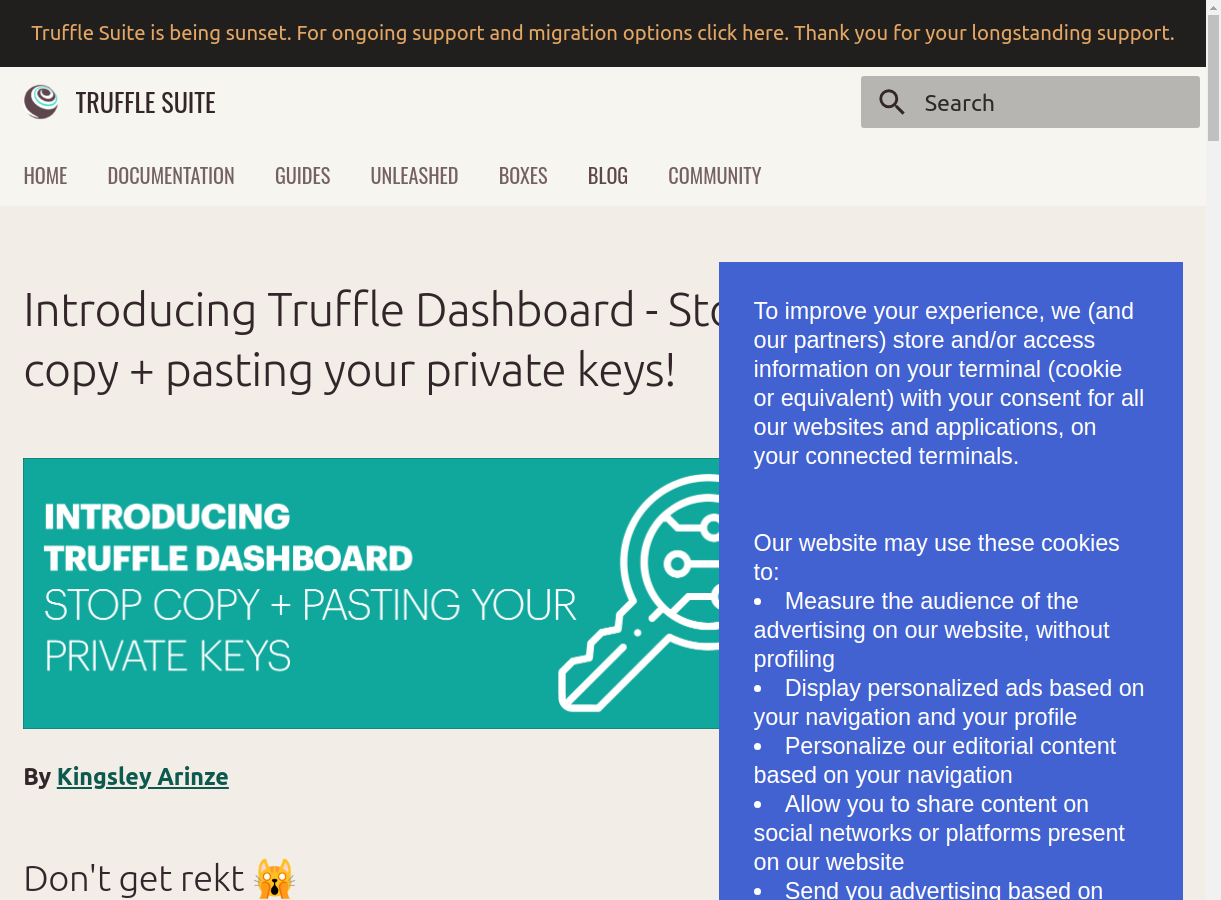 Truffle Suite is being sunset. For ongoing support and migration options click here. Thank you for your longstanding support.
TRUFFLE SUITE
Search
HOME
DOCUMENTATION
GUIDES
UNLEASHED
BOXES
BLOG
COMMUNITY
Introducing Truffle Dashboard -
copy + pasting your private keys!
INTRODUCING
TRUFFLE DASHBOARD
STOP COPY + PASTING YOUR
PRIVATE KEYS
By Kingsley Arinze
Don't get rekt 🙀
To improve your experience, we (and
our partners) store and/or access
information on your terminal (cookie
or equivalent) with your consent for all
our websites and applications, on
your connected terminals.
Our website may use these cookies
to:
• Measure the audience of the
advertising on our website, without
profiling
• Display personalized ads based on
your navigation and your profile
• Personalize our editorial content
based on your navigation
• Allow you to share content on
social networks or platforms present
on our website
• Send you advertising based on